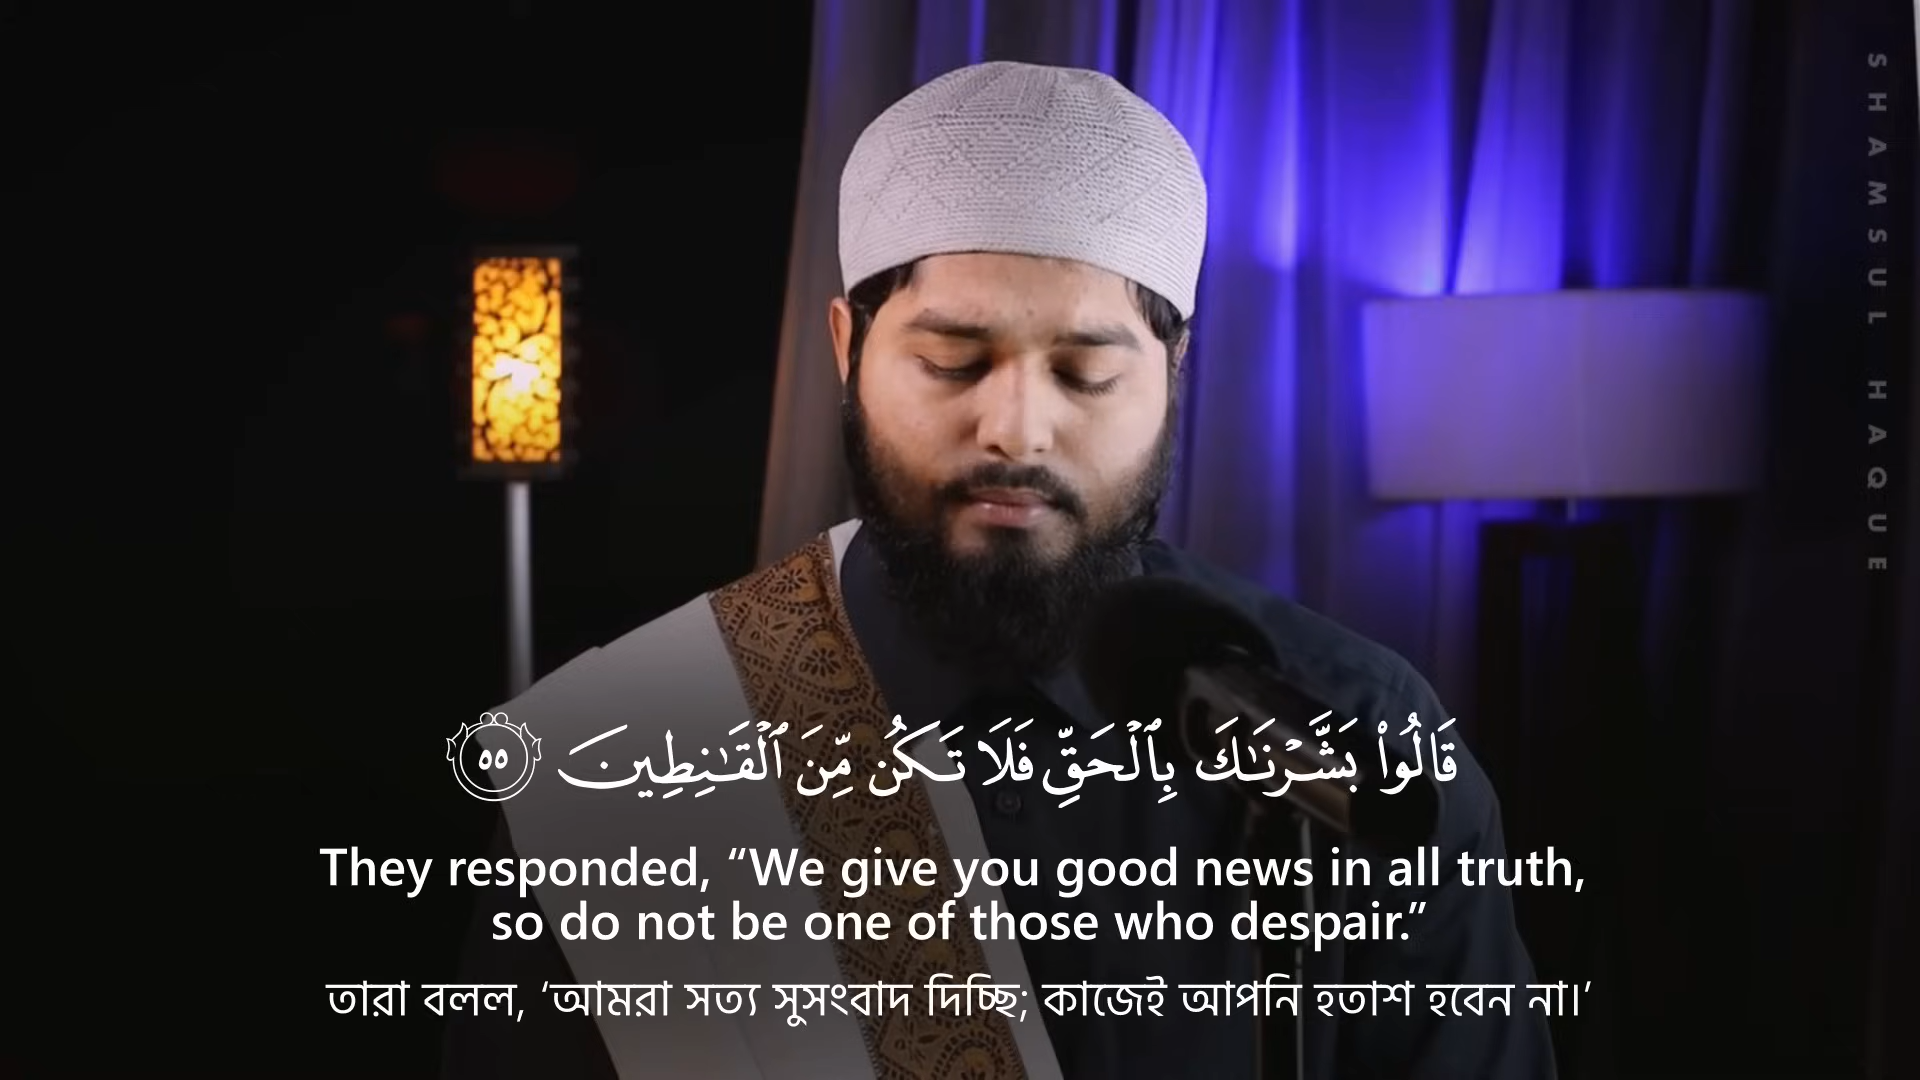 قَالُوا۟ بَشَّرْنَـٰكَ بِٱلْحَقِّ فَلَا تَكُن مِّنَ ٱلْقَـٰنِطِينَ ٥٥
They responded, “We give you good news in all truth,
so do not be one of those who despair.”
তারা বলল, ‘আমরা সত্য সুসংবাদ দিচ্ছি; কাজেই আপনি হতাশ হবেন না।’
SHAMSUL HAQUE